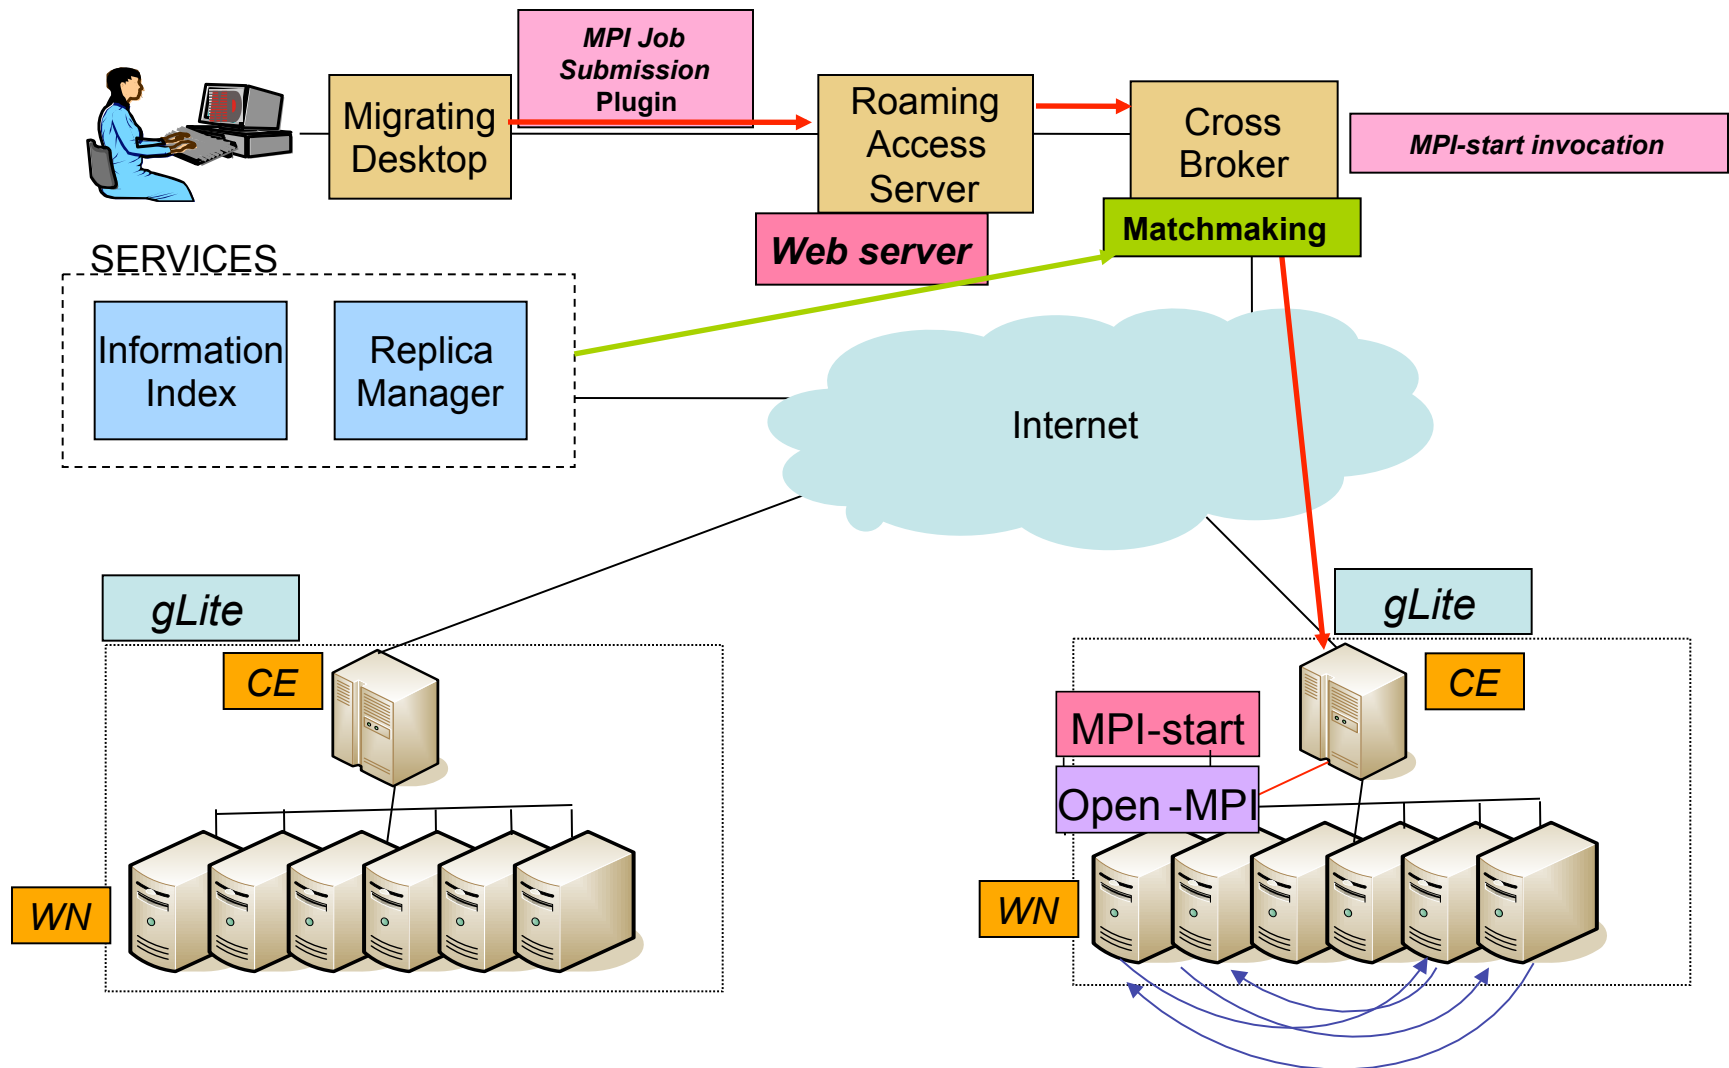 MPI Job
Submission
Plugin
Migrating
Desktop
Roaming
Access
Server
Cross
Broker
MPI-start invocation
Web server
Matchmaking
SERVICES
Information
Index
Replica
Manager
Internet
gLite
gLite
CE
CE
MPI-start
Open -MPI
WN
WN